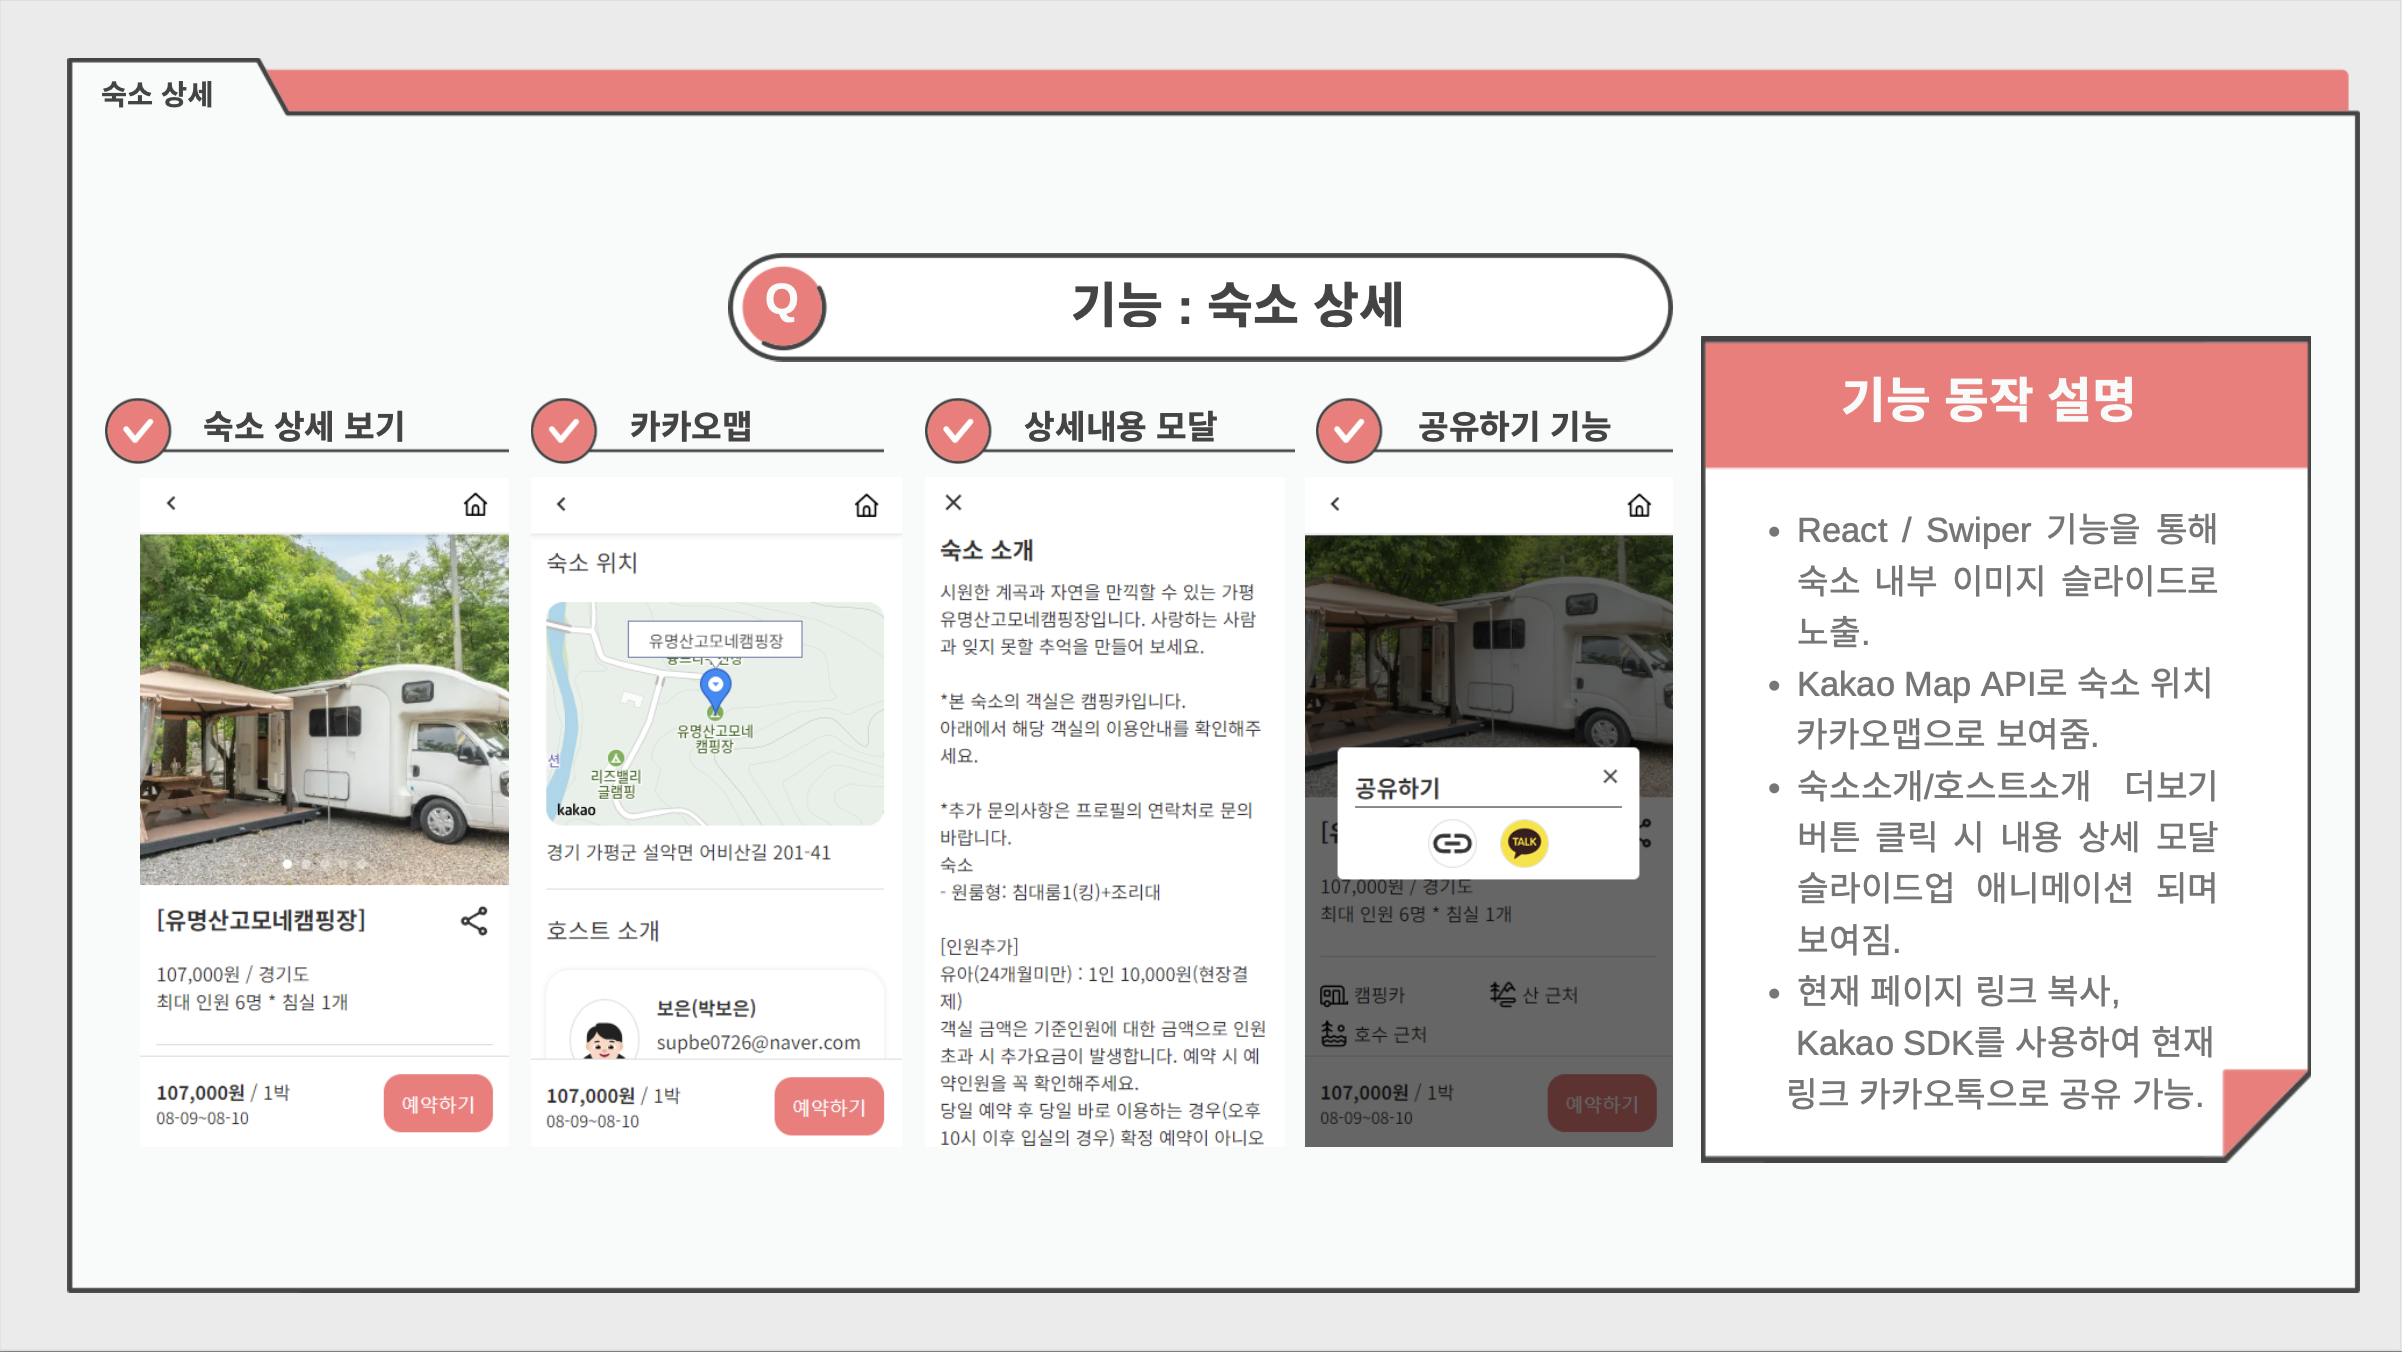 숙소 상세
Q
기능 : 숙소 상세
숙소 상세 보기
[유명산고모네캠핑장]
107,000원 / 경기도
최대 인원 6명 * 침실 1개
107,000원 / 1박
08-09~08-10
예약하기
카카오맵
숙소 위치
유명산고모네캠핑장
유명산고모네
캠핑장
션
리즈밸리
글램핑
kakao
경기 가평군 설악면 어비산길 201-41
호스트 소개
보은(박보은)
supbe0726@naver.com
107,000원 / 1박
08-09~08-10
예약하기
상세내용 모달
숙소 소개
시원한 계곡과 자연을 만끽할 수 있는 가평
유명산고모네캠핑장입니다. 사랑하는 사람
과 잊지 못할 추억을 만들어 보세요.
*본 숙소의 객실은 캠핑카입니다.
아래에서 해당 객실의 이용안내를 확인해주
세요.
*추가 문의사항은 프로필의 연락처로 문의
바랍니다.
숙소
- 원룸형: 침대룸1(킹)+조리대
[인원추가]
유아(24개월미만) : 1인 10,000원(현장결
제)
객실 금액은 기준인원에 대한 금액으로 인원
초과 시 추가요금이 발생합니다. 예약 시 예
약인원을 꼭 확인해주세요.
당일 예약 후 당일 바로 이용하는 경우(오후
10시 이후 입실의 경우) 확정 예약이 아니오
공유하기 기능
공유하기
TALK
107,000원 / 경기도
최대 인원 6명 * 침실 1개
캠핑카
산 근처
호수 근처
107,000원 / 1박
08-09~08-10
예약하기
기능 동작 설명
• React / Swiper 기능을 통해
숙소 내부 이미지 슬라이드로
노출.
• Kakao Map API로 숙소 위치
카카오맵으로 보여줌.
• 숙소소개/호스트소개 더보기
버튼 클릭 시 내용 상세 모달
슬라이드업 애니메이션 되며
보여짐.
• 현재 페이지 링크 복사,
Kakao SDK를 사용하여 현재
링크 카카오톡으로 공유 가능.